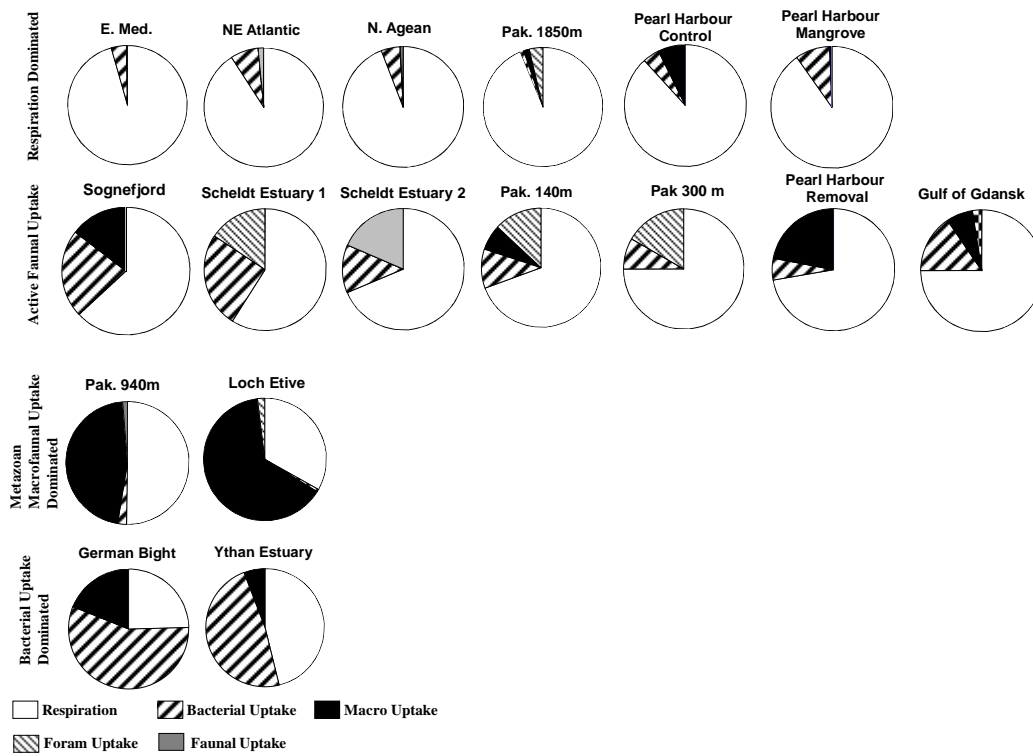 Respiration Dominated
E. Med.
NE Atlantic
N. Agean
Pak. 1850m
Pearl Harbour
Control
Pearl Harbour
Mangrove
Active Faunal Uptake
Sognefjord
Scheldt Estuary 1
Scheldt Estuary 2
Pak. 140m
Pak 300 m
Pearl Harbour
Removal
Gulf of Gdansk
Metazoan
Macrofaunal Uptake
Dominated
Pak. 940m
Loch Etive
Bacterial Uptake
Dominated
German Bight
Ythan Estuary
Respiration
Bacterial Uptake
Macro Uptake
Foram Uptake
Faunal Uptake